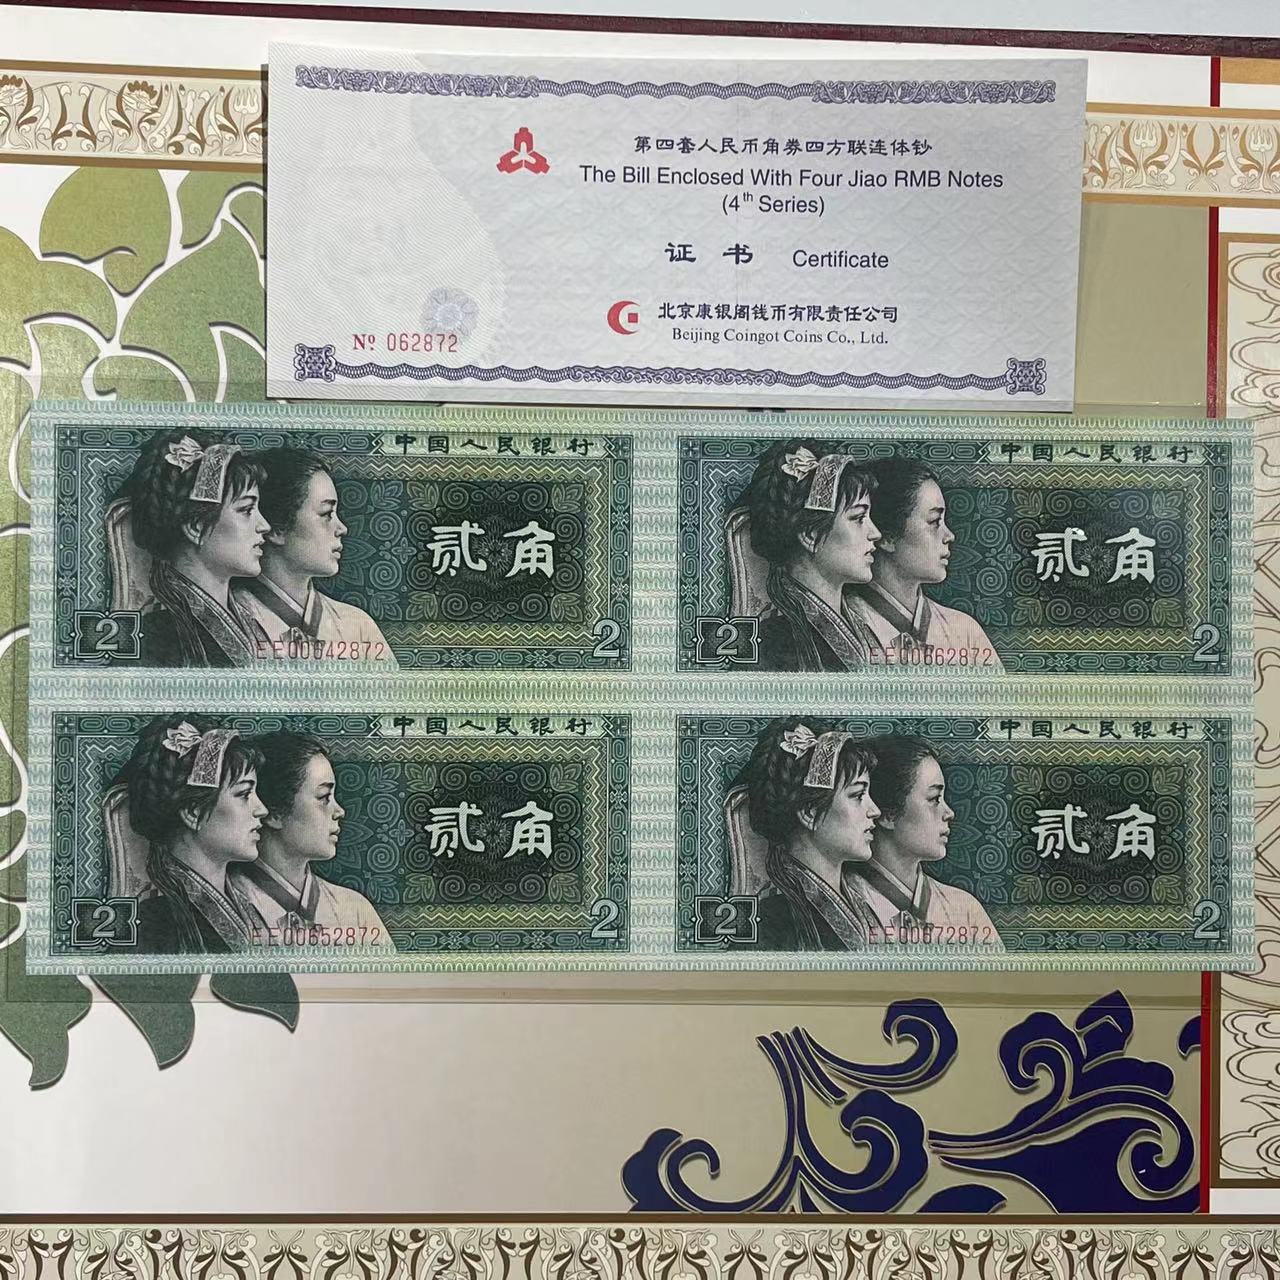 第四套人民币角券四方联连体钞
The Bill Enclosed With Four Jiao RMB Notes
(4th Series)
证书 Certificate
北京康银阁钱币有限责任公司
Beijing Coingot Coins Co., Ltd.
№ 062872
中国人民银行
贰角
2
EE00642872
2
中国人民银行
贰角
2
EE00662872
2
中国人民银行
贰角
2
EE00652872
2
中国人民银行
贰角
2
EE00672872
2